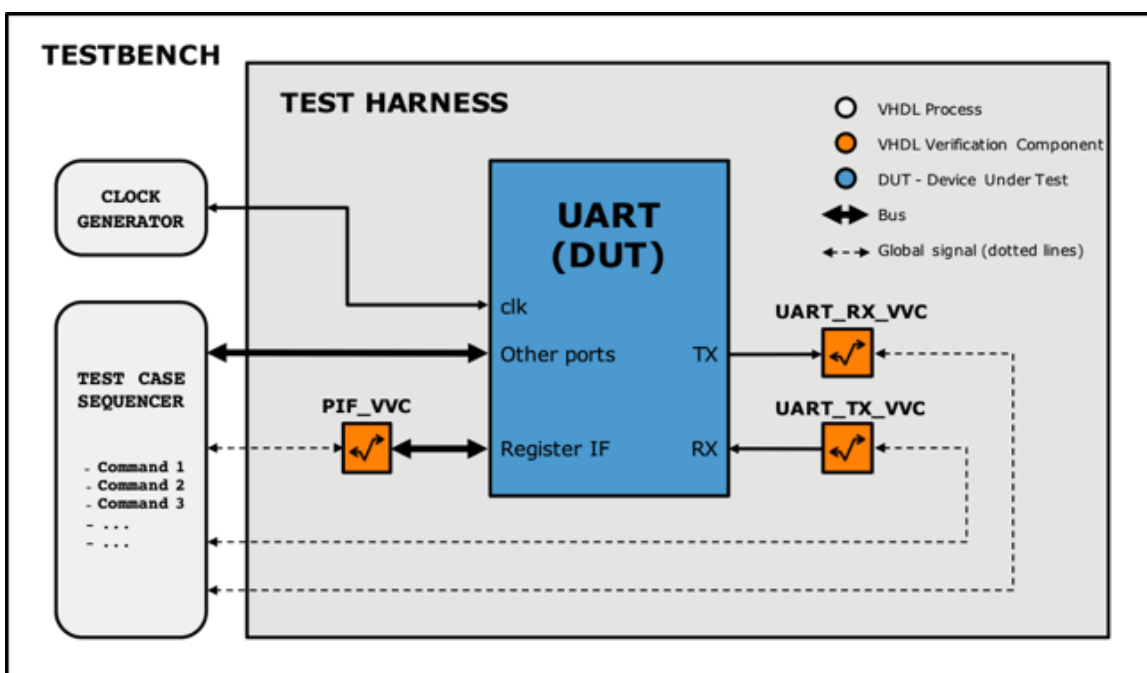 TESTBENCH
TEST HARNESS
VHDL Process
VHDL Verification Component
DUT - Device Under Test
Bus
Global signal (dotted lines)
CLOCK
GENERATOR
UART
(DUT)
clk
Other ports
TX
Register IF
RX
UART_RX_VVC
UART_TX_VVC
PIF_VVC
TEST CASE
SEQUENCER
- Command 1
- Command 2
- Command 3
- ...
- ...